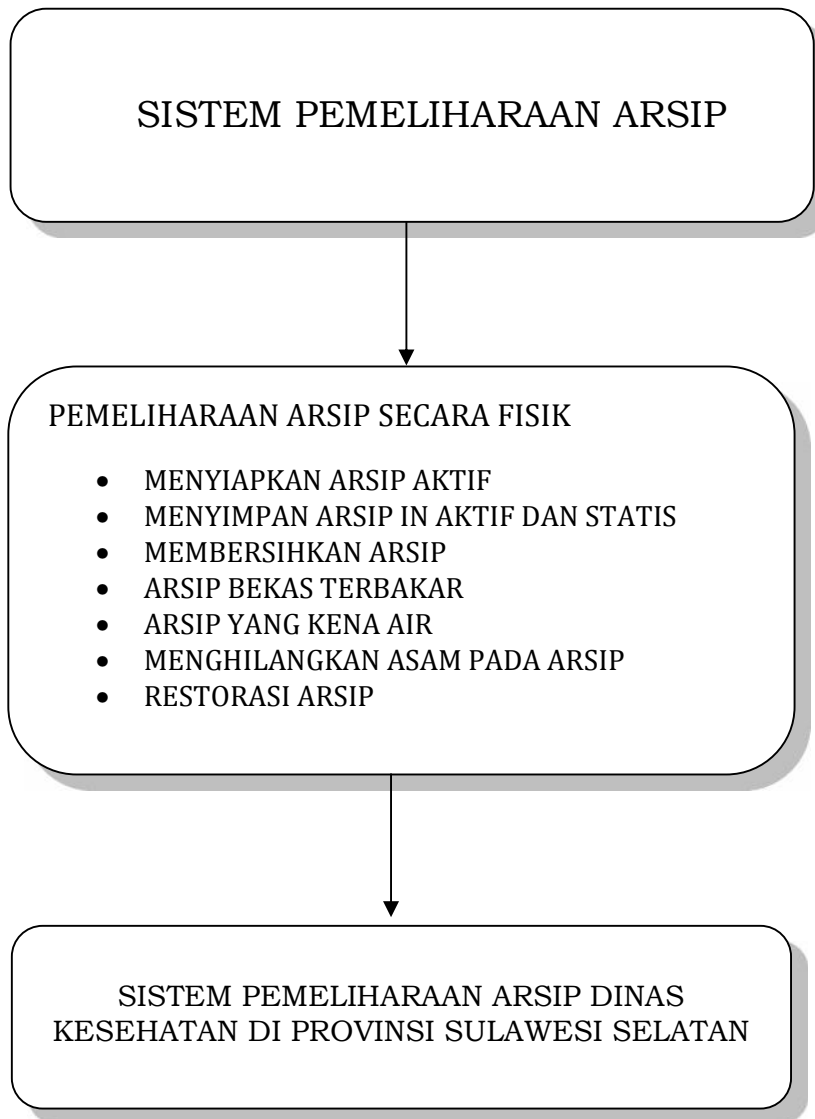 SISTEM PEMELIHARAAN ARSIP
PEMELIHARAAN ARSIP SECARA FISIK
• MENYIAPKAN ARSIP AKTIF
• MENYIMPAN ARSIP IN AKTIF DAN STATIS
• MEMBERSIHKAN ARSIP
• ARSIP BEKAS TERBAKAR
• ARSIP YANG KENA AIR
• MENGHILANGKAN ASAM PADA ARSIP
• RESTORASI ARSIP
SISTEM PEMELIHARAAN ARSIP DINAS
KESEHATAN DI PROVINSI SULAWESI SELATAN